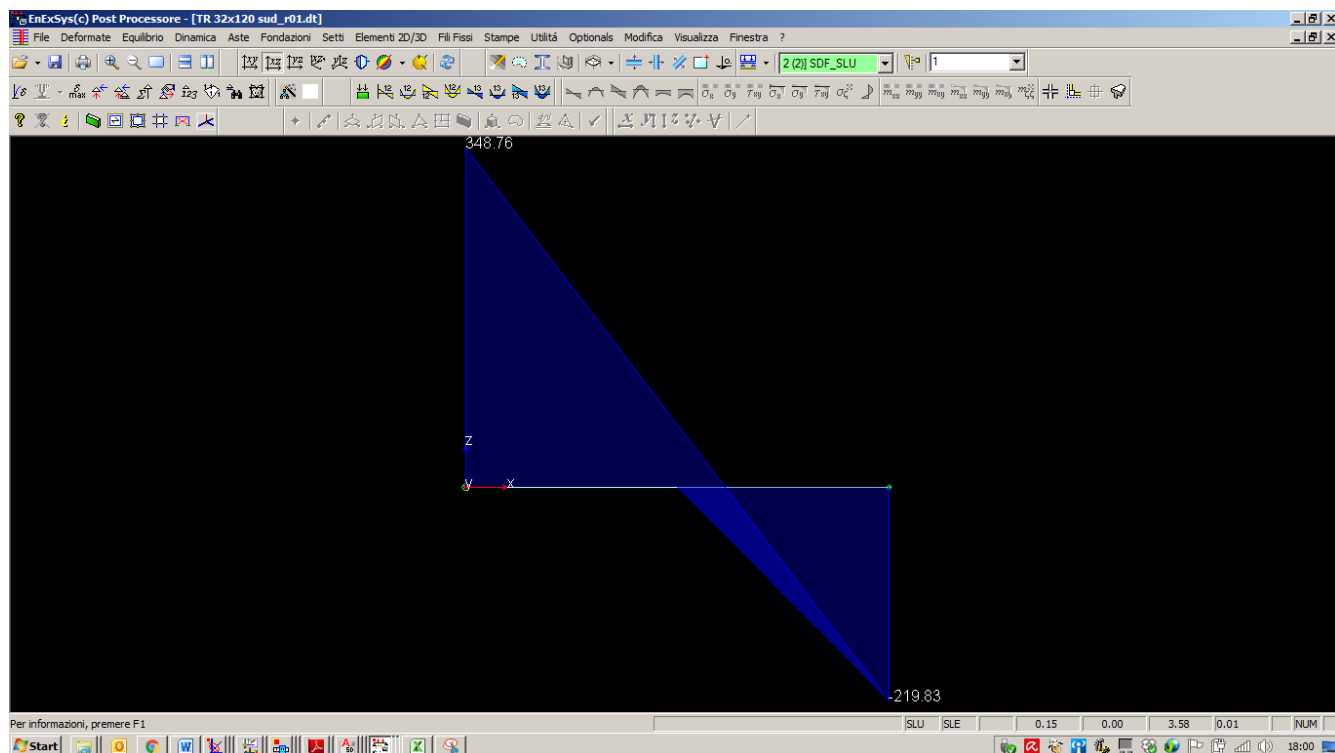 EnExSys(c) Post Processore - [TR 32x120 sud_r01.dt]
File Deformate Equilibrio Dinamica Aste Fondazioni Setti Elementi 2D/3D Fili Fissi Stampe Utilitá Optionals Modifica Visualizza Finestra ?
2 (2)] SDF_SLU 1
348.76
Z
Y X
-219.83
Per informazioni, premere F1 SLU SLE 0.15 0.00 3.58 0.01 NUM
Start 18:00